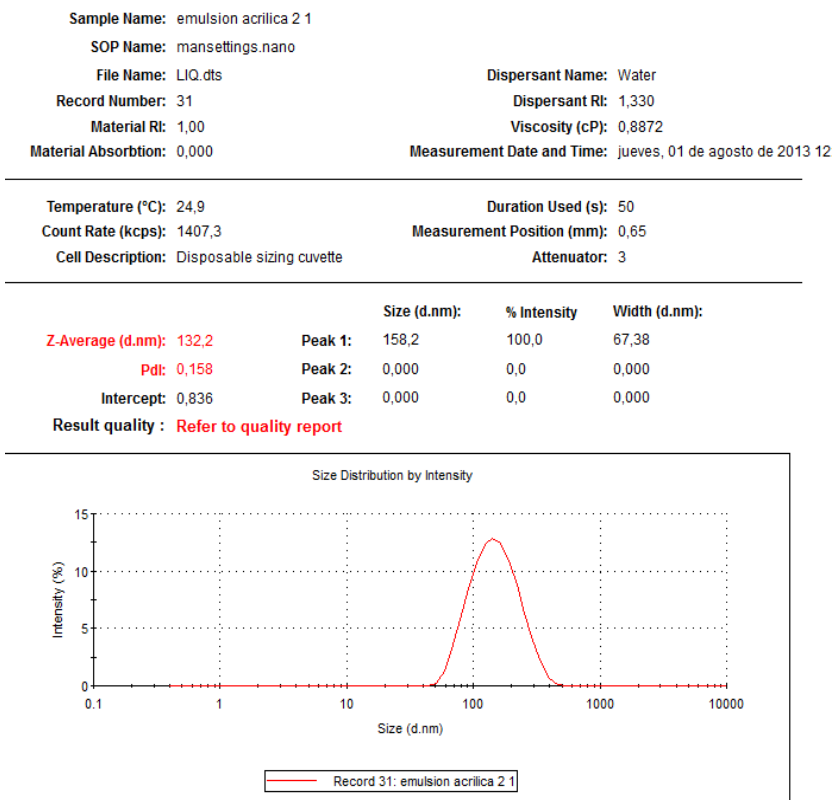 Sample Name: emulsion acrilica 2 1
SOP Name: mansettings.nano
File Name: LIQ.dts Dispersant Name: Water
Record Number: 31 Dispersant RI: 1,330
Material RI: 1,00 Viscosity (cP): 0,8872
Material Absorbtion: 0,000 Measurement Date and Time: jueves, 01 de agosto de 2013 12
Temperature (°C): 24,9 Duration Used (s): 50
Count Rate (kcps): 1407,3 Measurement Position (mm): 0,65
Cell Description: Disposable sizing cuvette Attenuator: 3
Size (d.nm): % Intensity Width (d.nm):
Z-Average (d.nm): 132,2 Peak 1: 158,2 100,0 67,38
PdI: 0,158 Peak 2: 0,000 0,0 0,000
Intercept: 0,836 Peak 3: 0,000 0,0 0,000
Result quality : Refer to quality report
Size Distribution by Intensity
15
10
5
0
Intensity (%)
0.1 1 10 100 1000 10000
Size (d.nm)
Record 31: emulsion acrilica 2 1